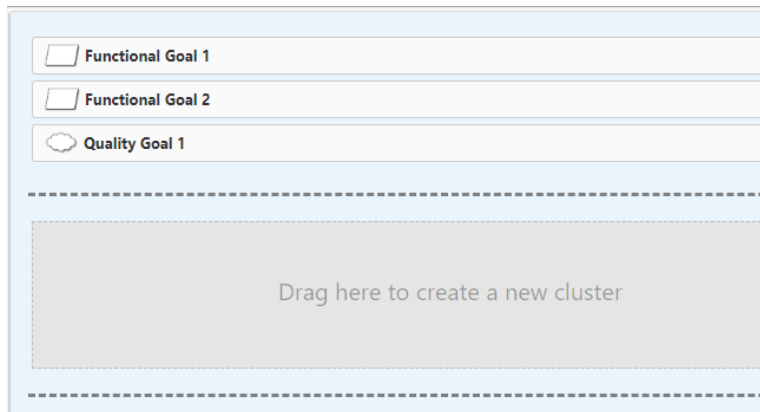 Functional Goal 1
Functional Goal 2
Quality Goal 1
Drag here to create a new cluster